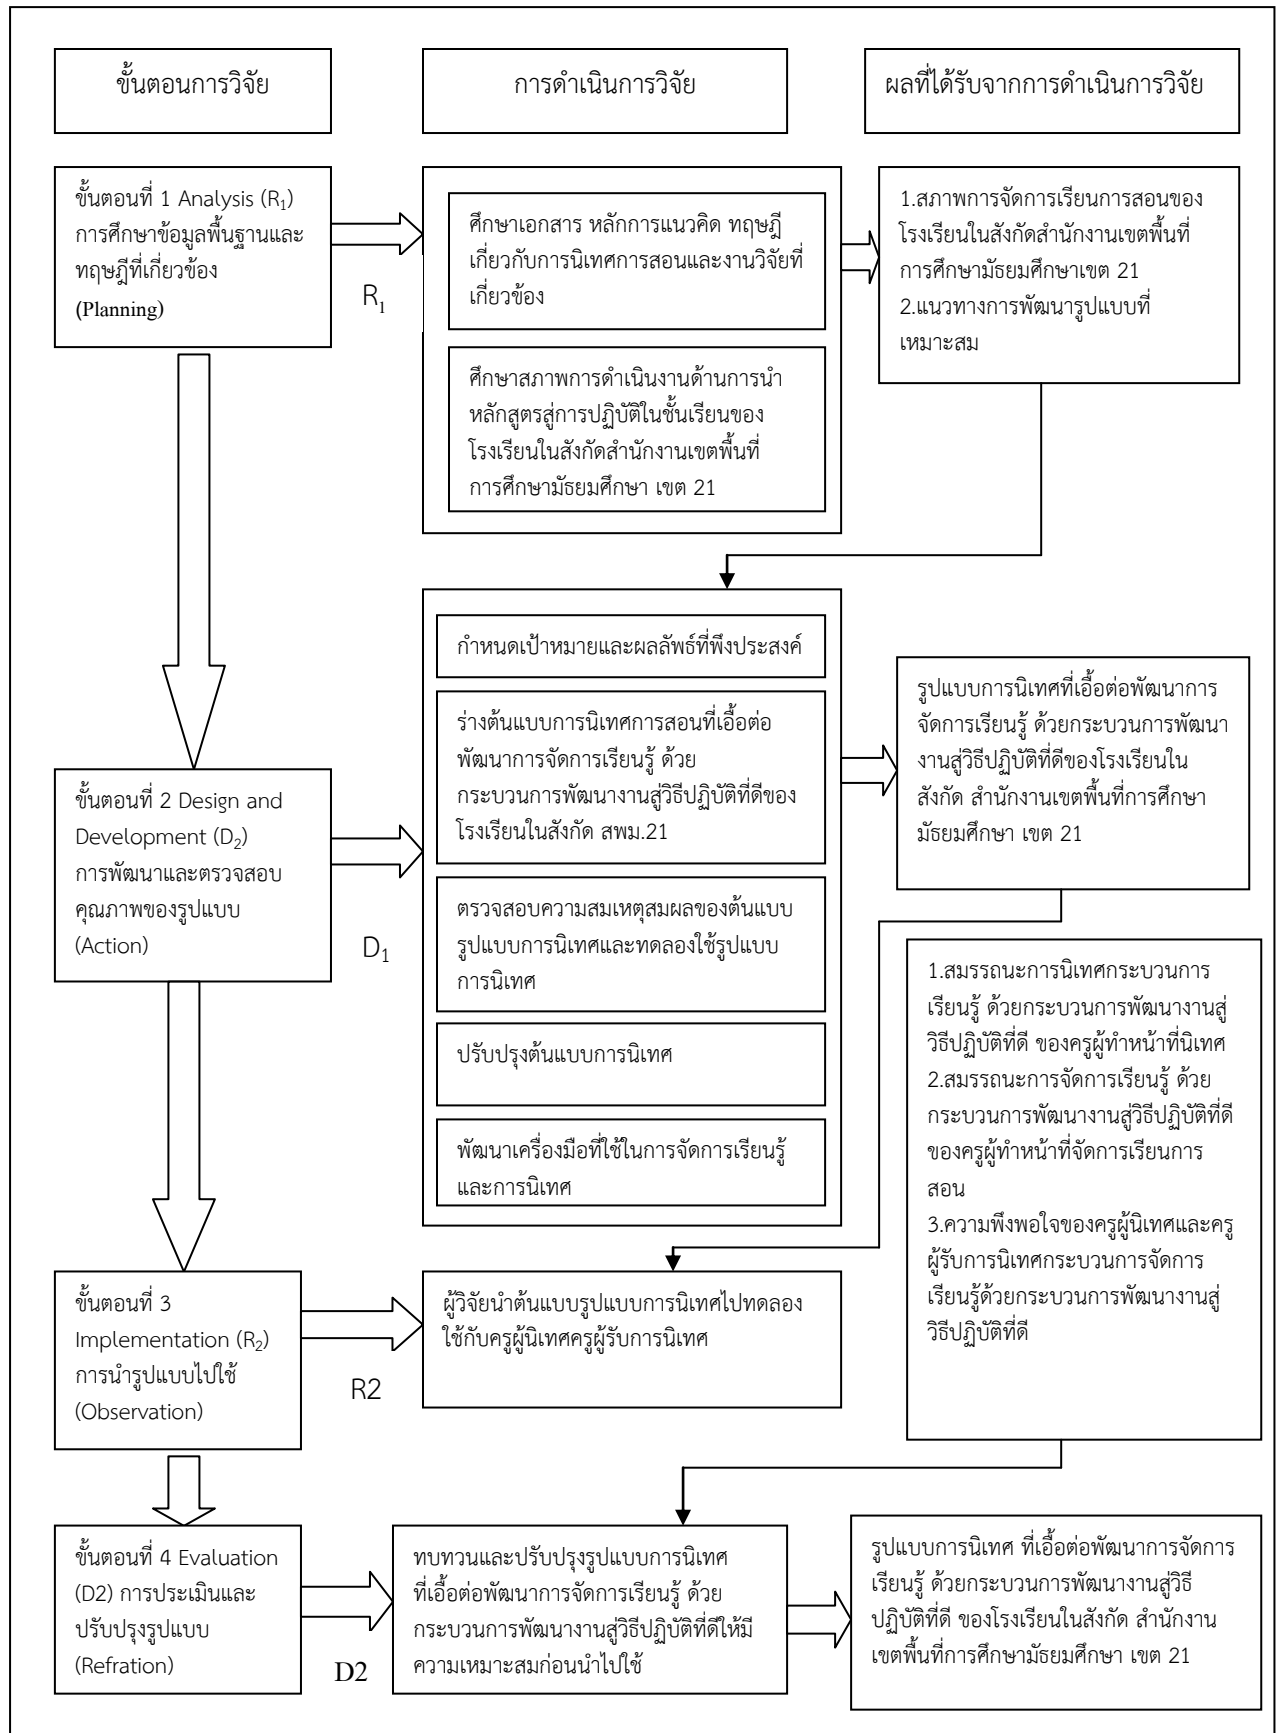 ขั้นตอนการวิจัย
การดำเนินการวิจัย
ผลที่ได้รับจากการดำเนินการวิจัย
ขั้นตอนที่ 1 Analysis (R₁)
การศึกษาข้อมูลพื้นฐานและ
ทฤษฎีที่เกี่ยวข้อง
(Planning)
R₁
ศึกษาเอกสาร หลักการแนวคิด ทฤษฎี
เกี่ยวกับการนิเทศการสอนและงานวิจัยที่
เกี่ยวข้อง
ศึกษาสภาพการดำเนินงานด้านการนำ
หลักสูตรสู่การปฏิบัติในชั้นเรียนของ
โรงเรียนในสังกัดสำนักงานเขตพื้นที่
การศึกษามัธยมศึกษา เขต 21
1.สภาพการจัดการเรียนการสอนของ
โรงเรียนในสังกัดสำนักงานเขตพื้นที่
การศึกษามัธยมศึกษาเขต 21
2.แนวทางการพัฒนารูปแบบที่
เหมาะสม
ขั้นตอนที่ 2 Design and
Development (D₂)
การพัฒนาและตรวจสอบ
คุณภาพของรูปแบบ
(Action)
D₁
กำหนดเป้าหมายและผลลัพธ์ที่พึงประสงค์
ร่างต้นแบบการนิเทศการสอนที่เอื้อต่อ
พัฒนาการจัดการเรียนรู้ ด้วย
กระบวนการพัฒนางานสู่วิธีปฏิบัติที่ดีของ
โรงเรียนในสังกัด สพม.21
ตรวจสอบความสมเหตุสมผลของต้นแบบ
รูปแบบการนิเทศและทดลองใช้รูปแบบ
การนิเทศ
ปรับปรุงต้นแบบการนิเทศ
พัฒนาเครื่องมือที่ใช้ในการจัดการเรียนรู้
และการนิเทศ
รูปแบบการนิเทศที่เอื้อต่อพัฒนาการ
จัดการเรียนรู้ ด้วยกระบวนการพัฒนา
งานสู่วิธีปฏิบัติที่ดีของโรงเรียนใน
สังกัด สำนักงานเขตพื้นที่การศึกษา
มัธยมศึกษา เขต 21
1.สมรรถนะการนิเทศกระบวนการ
เรียนรู้ ด้วยกระบวนการพัฒนางานสู่
วิธีปฏิบัติที่ดี ของครูผู้ทำหน้าที่นิเทศ
2.สมรรถนะการจัดการเรียนรู้ ด้วย
กระบวนการพัฒนางานสู่วิธีปฏิบัติที่ดี
ของครูผู้ทำหน้าที่จัดการเรียนการ
สอน
3.ความพึงพอใจของครูผู้นิเทศและครู
ผู้รับการนิเทศกระบวนการจัดการ
เรียนรู้ด้วยกระบวนการพัฒนางานสู่
วิธีปฏิบัติที่ดี
ขั้นตอนที่ 3
Implementation (R₂)
การนำรูปแบบไปใช้
(Observation)
R2
ผู้วิจัยนำต้นแบบรูปแบบการนิเทศไปทดลอง
ใช้กับครูผู้นิเทศครูผู้รับการนิเทศ
ขั้นตอนที่ 4 Evaluation
(D2) การประเมินและ
ปรับปรุงรูปแบบ
(Refration)
D2
ทบทวนและปรับปรุงรูปแบบการนิเทศ
ที่เอื้อต่อพัฒนาการจัดการเรียนรู้ ด้วย
กระบวนการพัฒนางานสู่วิธีปฏิบัติที่ดีให้มี
ความเหมาะสมก่อนนำไปใช้
รูปแบบการนิเทศ ที่เอื้อต่อพัฒนาการจัดการ
เรียนรู้ ด้วยกระบวนการพัฒนางานสู่วิธี
ปฏิบัติที่ดี ของโรงเรียนในสังกัด สำนักงาน
เขตพื้นที่การศึกษามัธยมศึกษา เขต 21